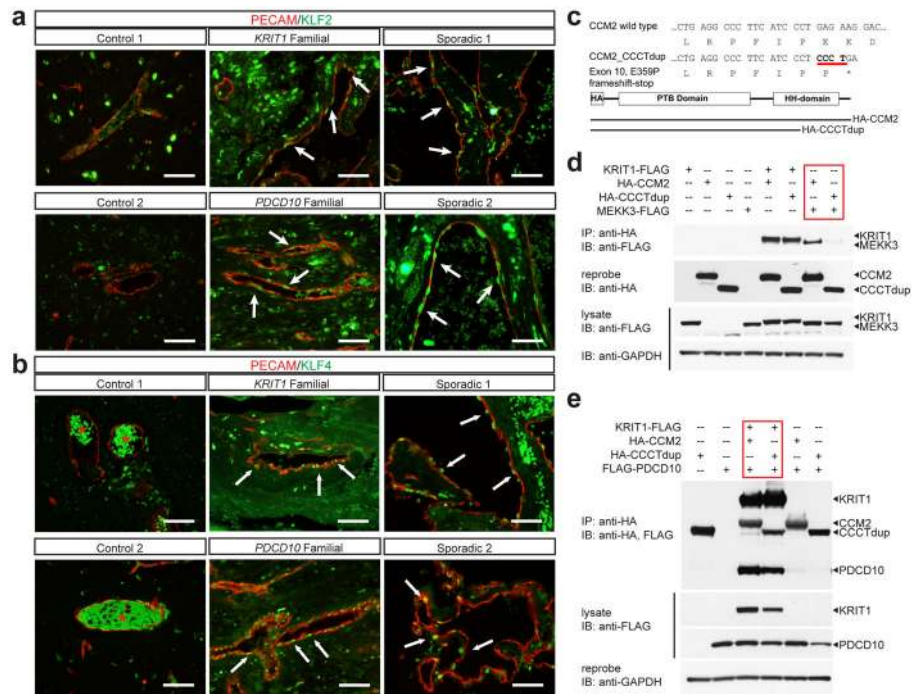 a
PECAM/KLF2
Control 1
KRIT1 Familial
Sporadic 1
Control 2
PDCD10 Familial
Sporadic 2
b
PECAM/KLF4
Control 1
KRIT1 Familial
Sporadic 1
Control 2
PDCD10 Familial
Sporadic 2
c
CCM2 wild type …CTG AGG CCC TTC ATC CCT GAG AAG GAC…
L R P F I P E K D
CCM2_CCCTdup …CTG AGG CCC TTC ATC CCT CCC TGA
Exon 10, E359P L R P F I P P *
frameshift-stop
HA PTB Domain HH-domain
HA-CCM2
HA-CCCTdup
d
KRIT1-FLAG + -- -- -- + + -- --
HA-CCM2 -- + -- -- + -- + --
HA-CCCTdup -- -- + -- -- + -- +
MEKK3-FLAG -- -- -- + -- -- + +
IP: anti-HA
IB: anti-FLAG
KRIT1
MEKK3
reprobe
IB: anti-HA
CCM2
CCCTdup
lysate
IB: anti-FLAG
KRIT1
MEKK3
IB: anti-GAPDH
e
KRIT1-FLAG -- -- + + -- --
HA-CCM2 -- -- + -- + --
HA-CCCTdup + -- -- + -- +
FLAG-PDCD10 -- + + + + +
IP: anti-HA
IB: anti-HA, FLAG
KRIT1
CCM2
CCCTdup
PDCD10
lysate
IB: anti-FLAG
KRIT1
PDCD10
reprobe
IB: anti-GAPDH